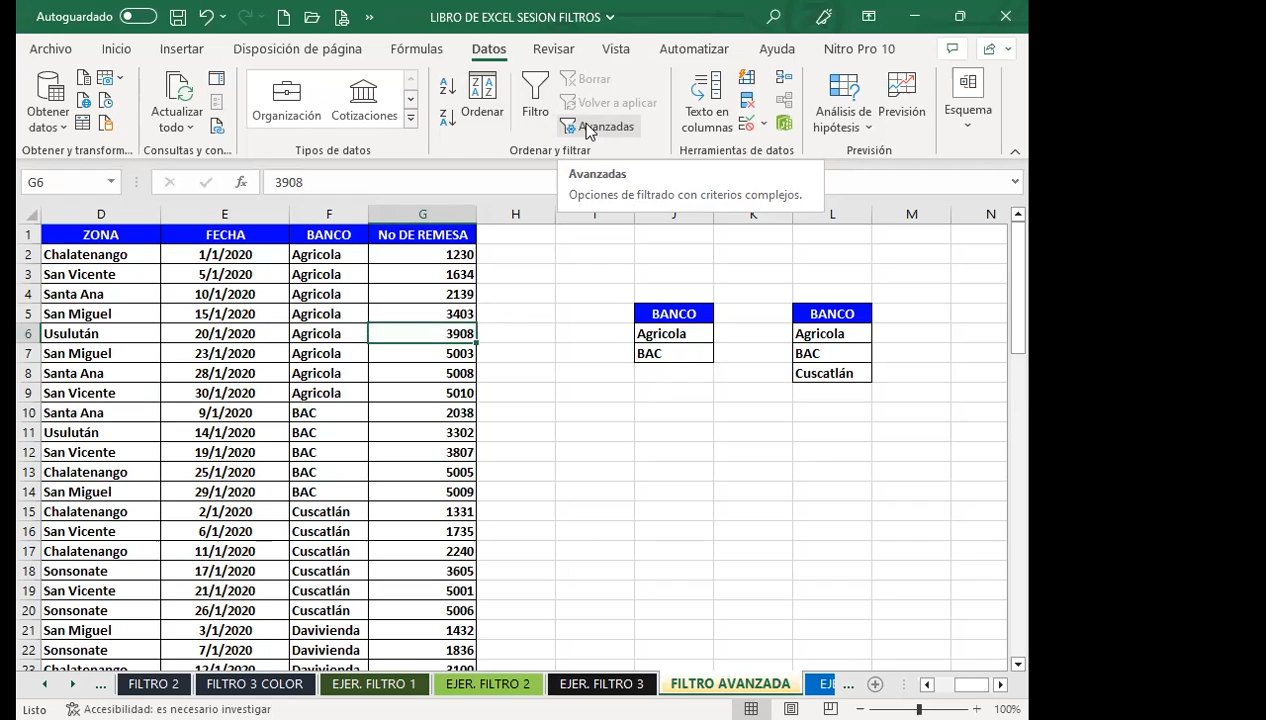 Autoguardado
LIBRO DE EXCEL SESION FILTROS
Archivo Inicio Insertar Disposición de página Fórmulas Datos Revisar Vista Automatizar Ayuda Nitro Pro 10
Obtener datos
Actualizar todo
Organización
Cotizaciones
Ordenar
Filtro
Borrar
Volver a aplicar
Avanzadas
Texto en columnas
Análisis de hipótesis
Previsión
Esquema
Obtener y transform... Consultas y con... Tipos de datos Ordenar y filtrar Herramientas de datos Previsión
G6 fx 3908
Avanzadas
Opciones de filtrado con criterios complejos.
D E F G H I J K L M N
1 ZONA FECHA BANCO No DE REMESA
2 Chalatenango 1/1/2020 Agricola 1230
3 San Vicente 5/1/2020 Agricola 1634
4 Santa Ana 10/1/2020 Agricola 2139
5 San Miguel 15/1/2020 Agricola 3403 BANCO BANCO
6 Usulután 20/1/2020 Agricola 3908 Agricola Agricola
7 San Miguel 23/1/2020 Agricola 5003 BAC BAC
8 Santa Ana 28/1/2020 Agricola 5008 Cuscatlán
9 San Vicente 30/1/2020 Agricola 5010
10 Santa Ana 9/1/2020 BAC 2038
11 Usulután 14/1/2020 BAC 3302
12 San Vicente 19/1/2020 BAC 3807
13 Chalatenango 25/1/2020 BAC 5005
14 San Miguel 29/1/2020 BAC 5009
15 Chalatenango 2/1/2020 Cuscatlán 1331
16 San Vicente 6/1/2020 Cuscatlán 1735
17 Chalatenango 11/1/2020 Cuscatlán 2240
18 Sonsonate 17/1/2020 Cuscatlán 3605
19 San Vicente 21/1/2020 Cuscatlán 5001
20 Sonsonate 26/1/2020 Cuscatlán 5006
21 San Miguel 3/1/2020 Davivienda 1432
22 Sonsonate 7/1/2020 Davivienda 1836
23 Chalatenango 12/1/2020 Davivienda 3100
... FILTRO 2 FILTRO 3 COLOR EJER. FILTRO 1 EJER. FILTRO 2 EJER. FILTRO 3 FILTRO AVANZADA EJ ...
Listo Accesibilidad: es necesario investigar 100%